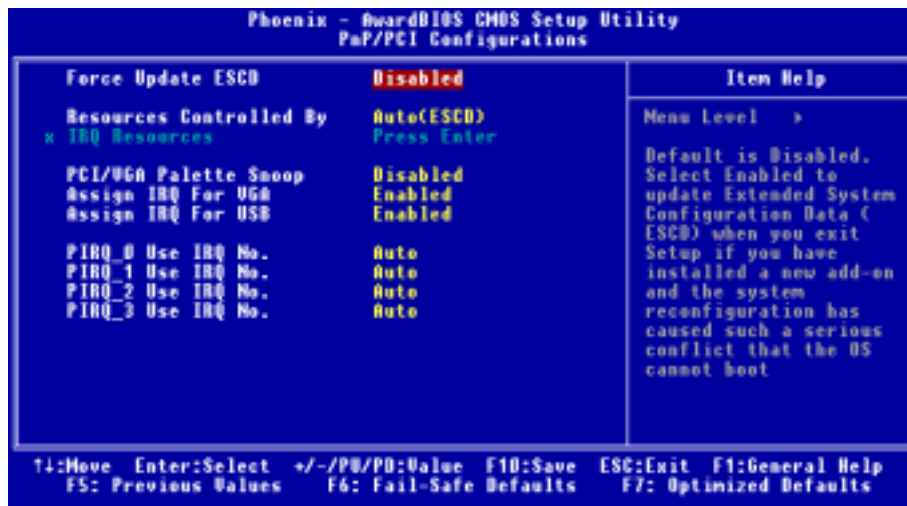 Phoenix - AwardBIOS CMOS Setup Utility
PnP/PCI Configurations
Force Update ESCD Disabled
Resources Controlled By Auto(ESCD)
x IRQ Resources Press Enter
PCI/VGA Palette Snoop Disabled
Assign IRQ For VGA Enabled
Assign IRQ For USB Enabled
PIRQ_0 Use IRQ No. Auto
PIRQ_1 Use IRQ No. Auto
PIRQ_2 Use IRQ No. Auto
PIRQ_3 Use IRQ No. Auto
Item Help
Menu Level ▸
Default is Disabled.
Select Enabled to
update Extended System
Configuration Data (
ESCD) when you exit
Setup if you have
installed a new add-on
and the system
reconfiguration has
caused such a serious
conflict that the OS
cannot boot
↑↓:Move Enter:Select +/-/PU/PD:Value F10:Save ESC:Exit F1:General Help
F5: Previous Values F6: Fail-Safe Defaults F7: Optimized Defaults